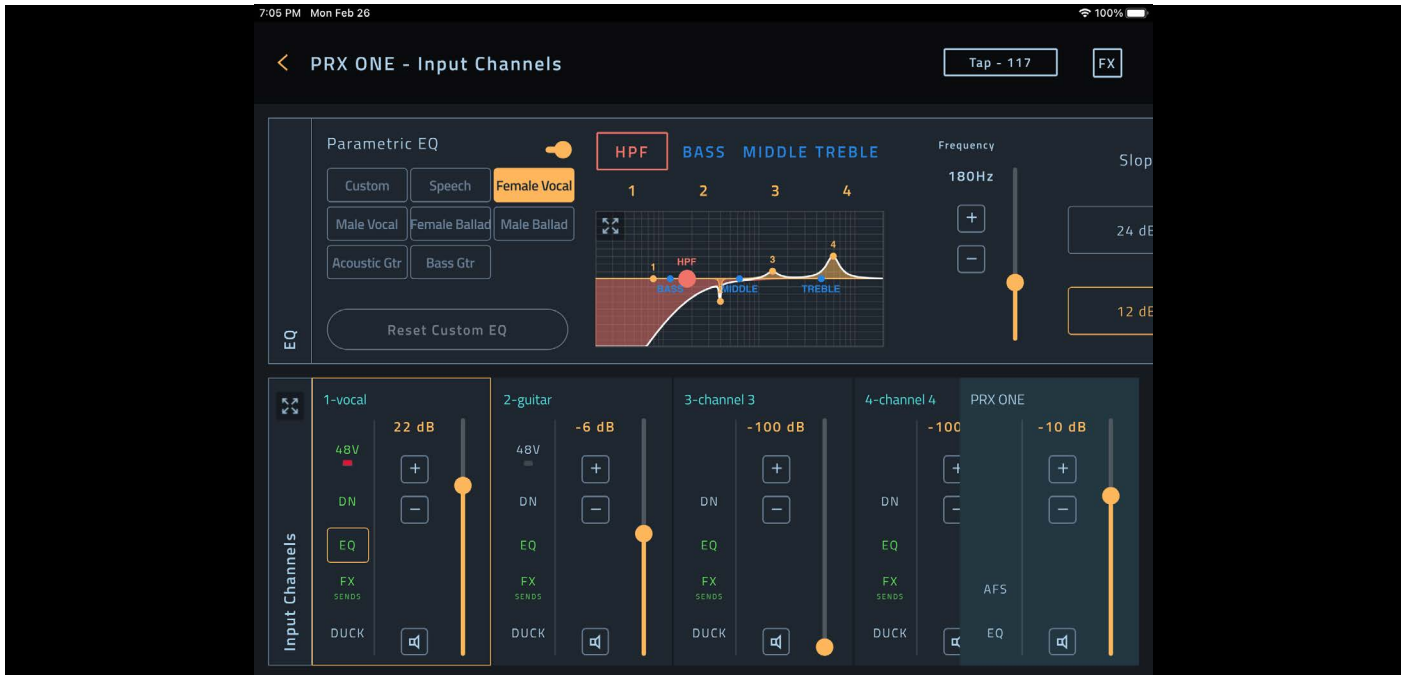 7:05 PM Mon Feb 26
100%
PRX ONE - Input Channels
Tap - 117
FX
EQ
Parametric EQ
Custom
Speech
Female Vocal
Male Vocal
Female Ballad
Male Ballad
Acoustic Gtr
Bass Gtr
Reset Custom EQ
HPF BASS MIDDLE TREBLE
1 2 3 4
4
3
1
HPF
BASS
MIDDLE
TREBLE
Frequency
180Hz
+
−
Slop
24 dB
12 dB
Input Channels
1-vocal
22 dB
48V
+
DN
−
EQ
FX
SENDS
DUCK
2-guitar
-6 dB
48V
+
DN
−
EQ
FX
SENDS
DUCK
3-channel 3
-100 dB
+
DN
−
EQ
FX
SENDS
DUCK
4-channel 4
-100
+
DN
−
EQ
FX
SENDS
DUCK
PRX ONE
-10 dB
+
−
AFS
EQ